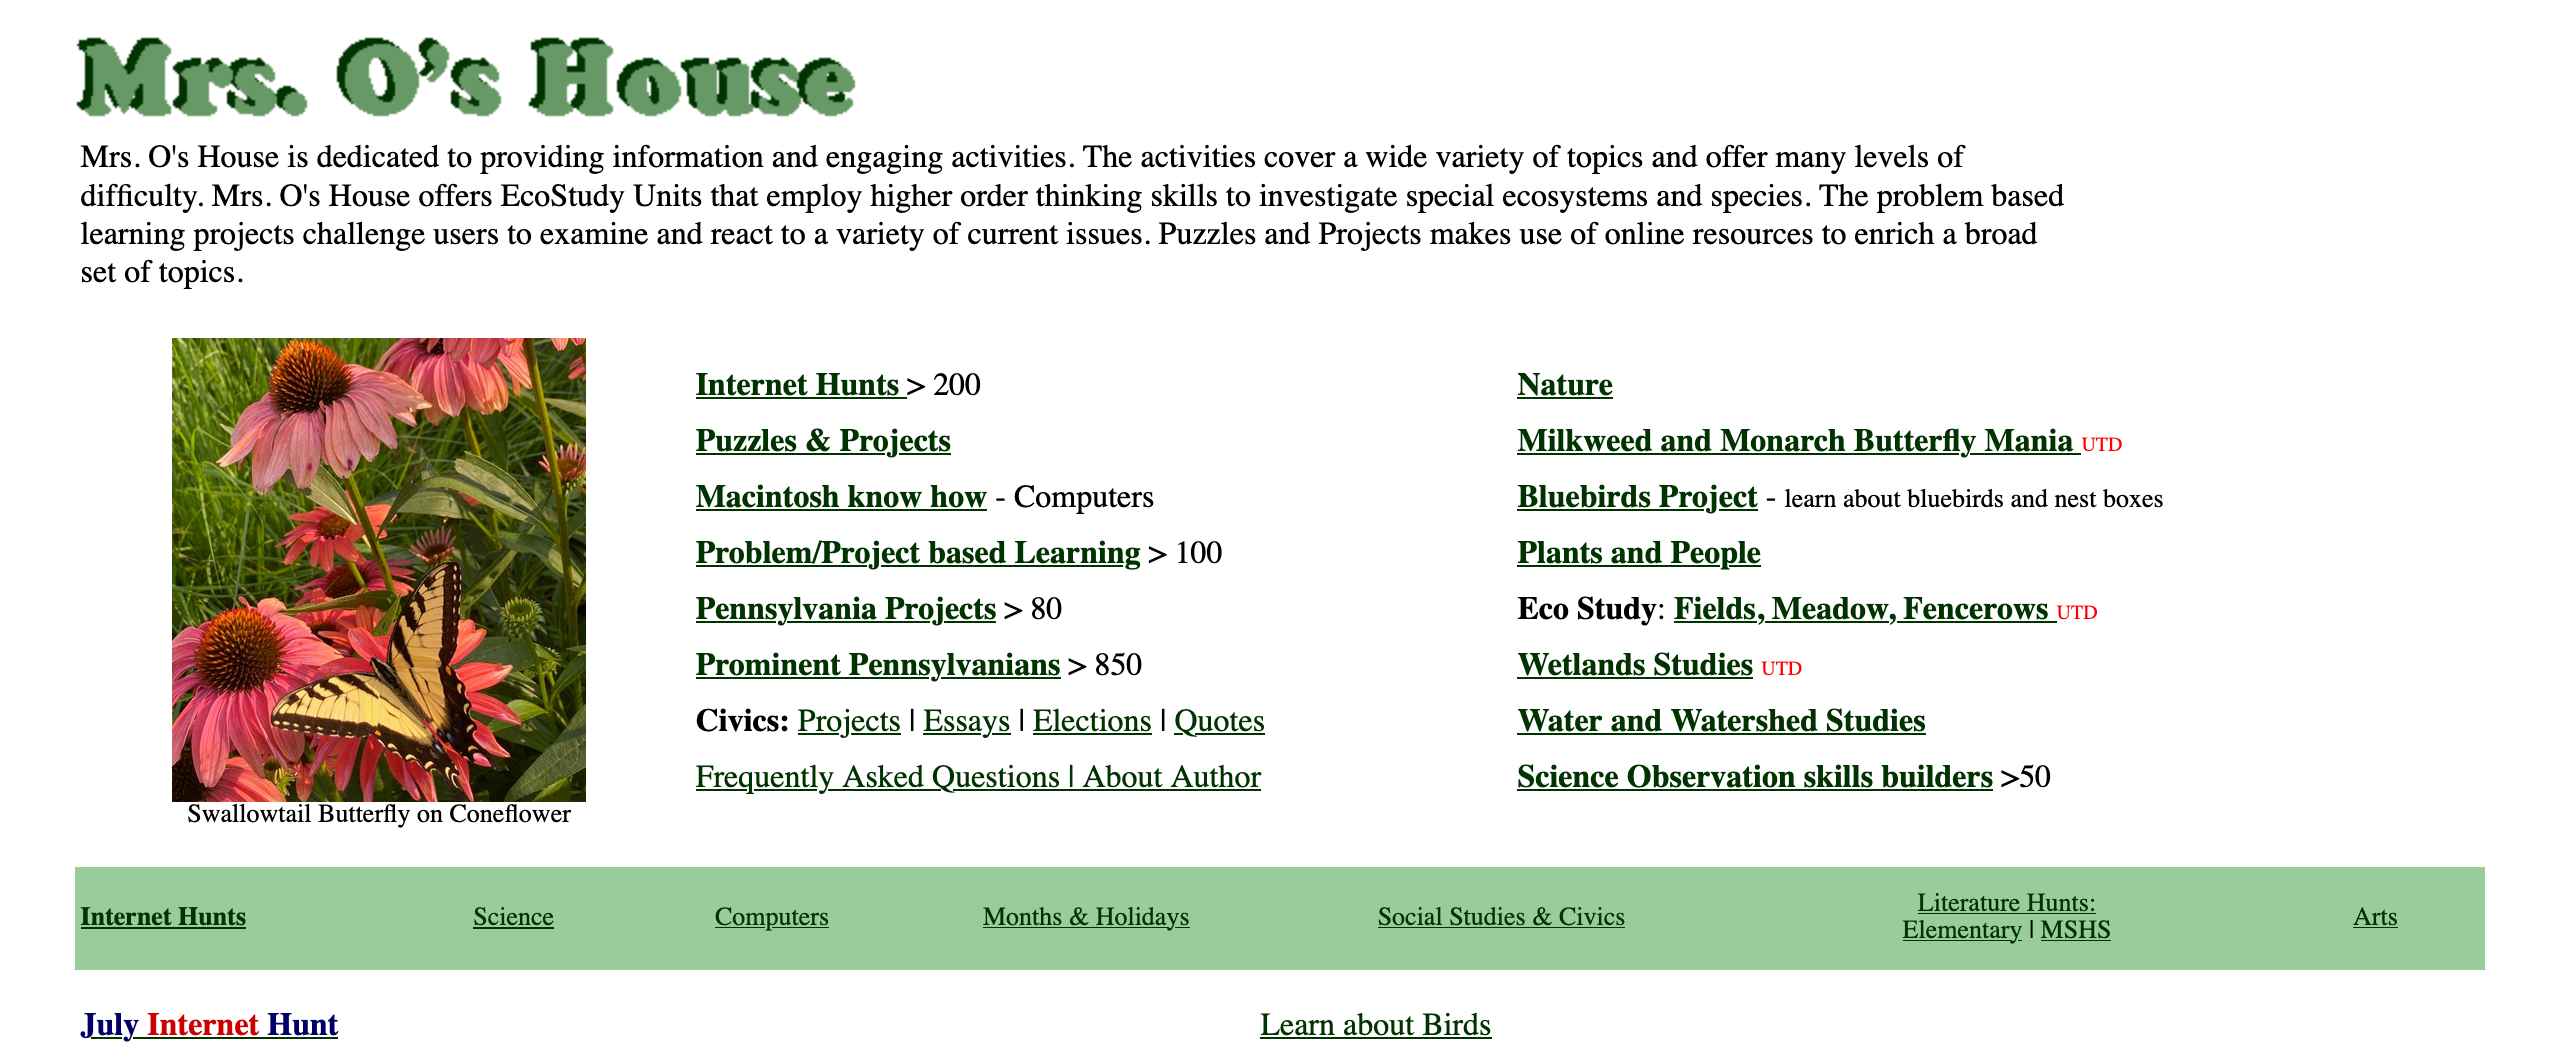 Mrs. O's House
Mrs. O's House is dedicated to providing information and engaging activities. The activities cover a wide variety of topics and offer many levels of
difficulty. Mrs. O's House offers EcoStudy Units that employ higher order thinking skills to investigate special ecosystems and species. The problem based
learning projects challenge users to examine and react to a variety of current issues. Puzzles and Projects makes use of online resources to enrich a broad
set of topics.
Swallowtail Butterfly on Coneflower
Internet Hunts > 200
Puzzles & Projects
Macintosh know how - Computers
Problem/Project based Learning > 100
Pennsylvania Projects > 80
Prominent Pennsylvanians > 850
Civics: Projects | Essays | Elections | Quotes
Frequently Asked Questions | About Author
Nature
Milkweed and Monarch Butterfly Mania UTD
Bluebirds Project - learn about bluebirds and nest boxes
Plants and People
Eco Study: Fields, Meadow, Fencerows UTD
Wetlands Studies UTD
Water and Watershed Studies
Science Observation skills builders >50
Internet Hunts
Science
Computers
Months & Holidays
Social Studies & Civics
Literature Hunts:
Elementary | MSHS
Arts
July Internet Hunt
Learn about Birds